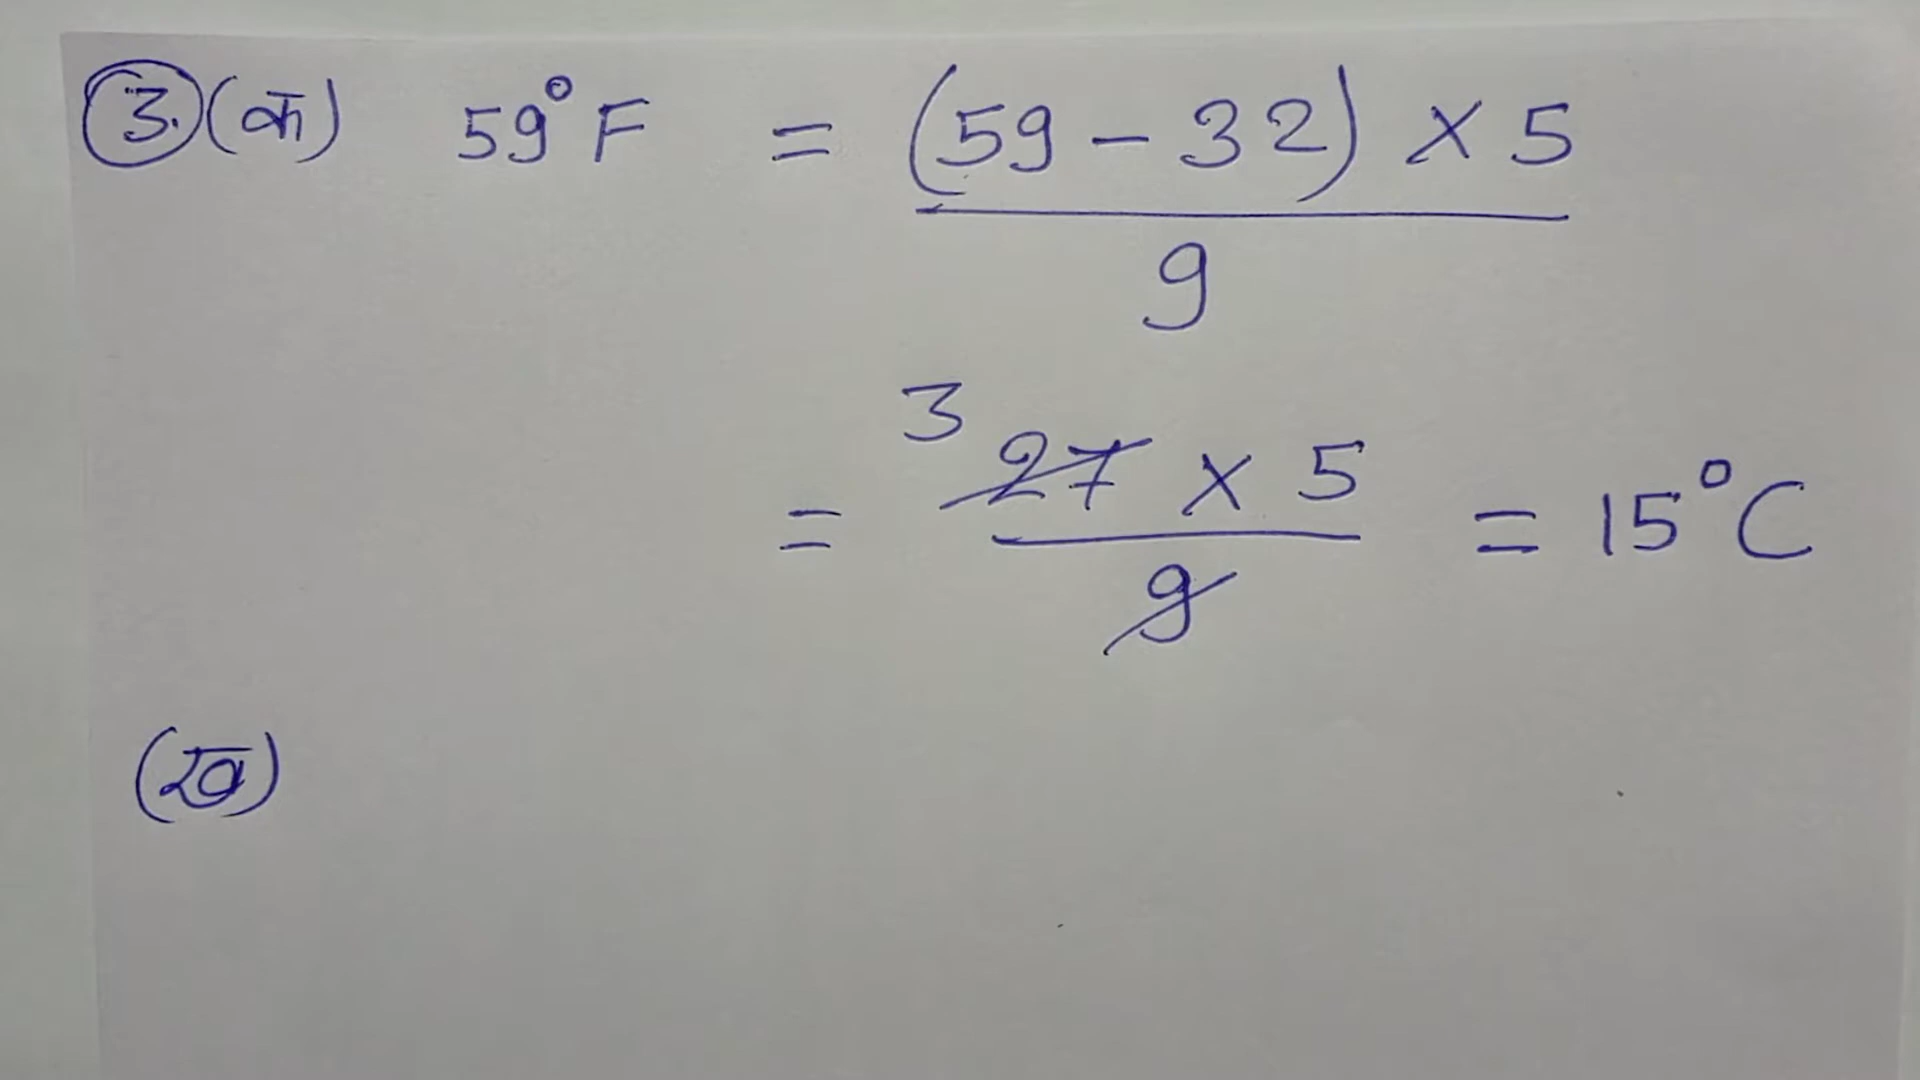 3. (क) 59°F = (59 - 32) × 5
9
3
= 27 × 5 = 15°C
9
(ख)